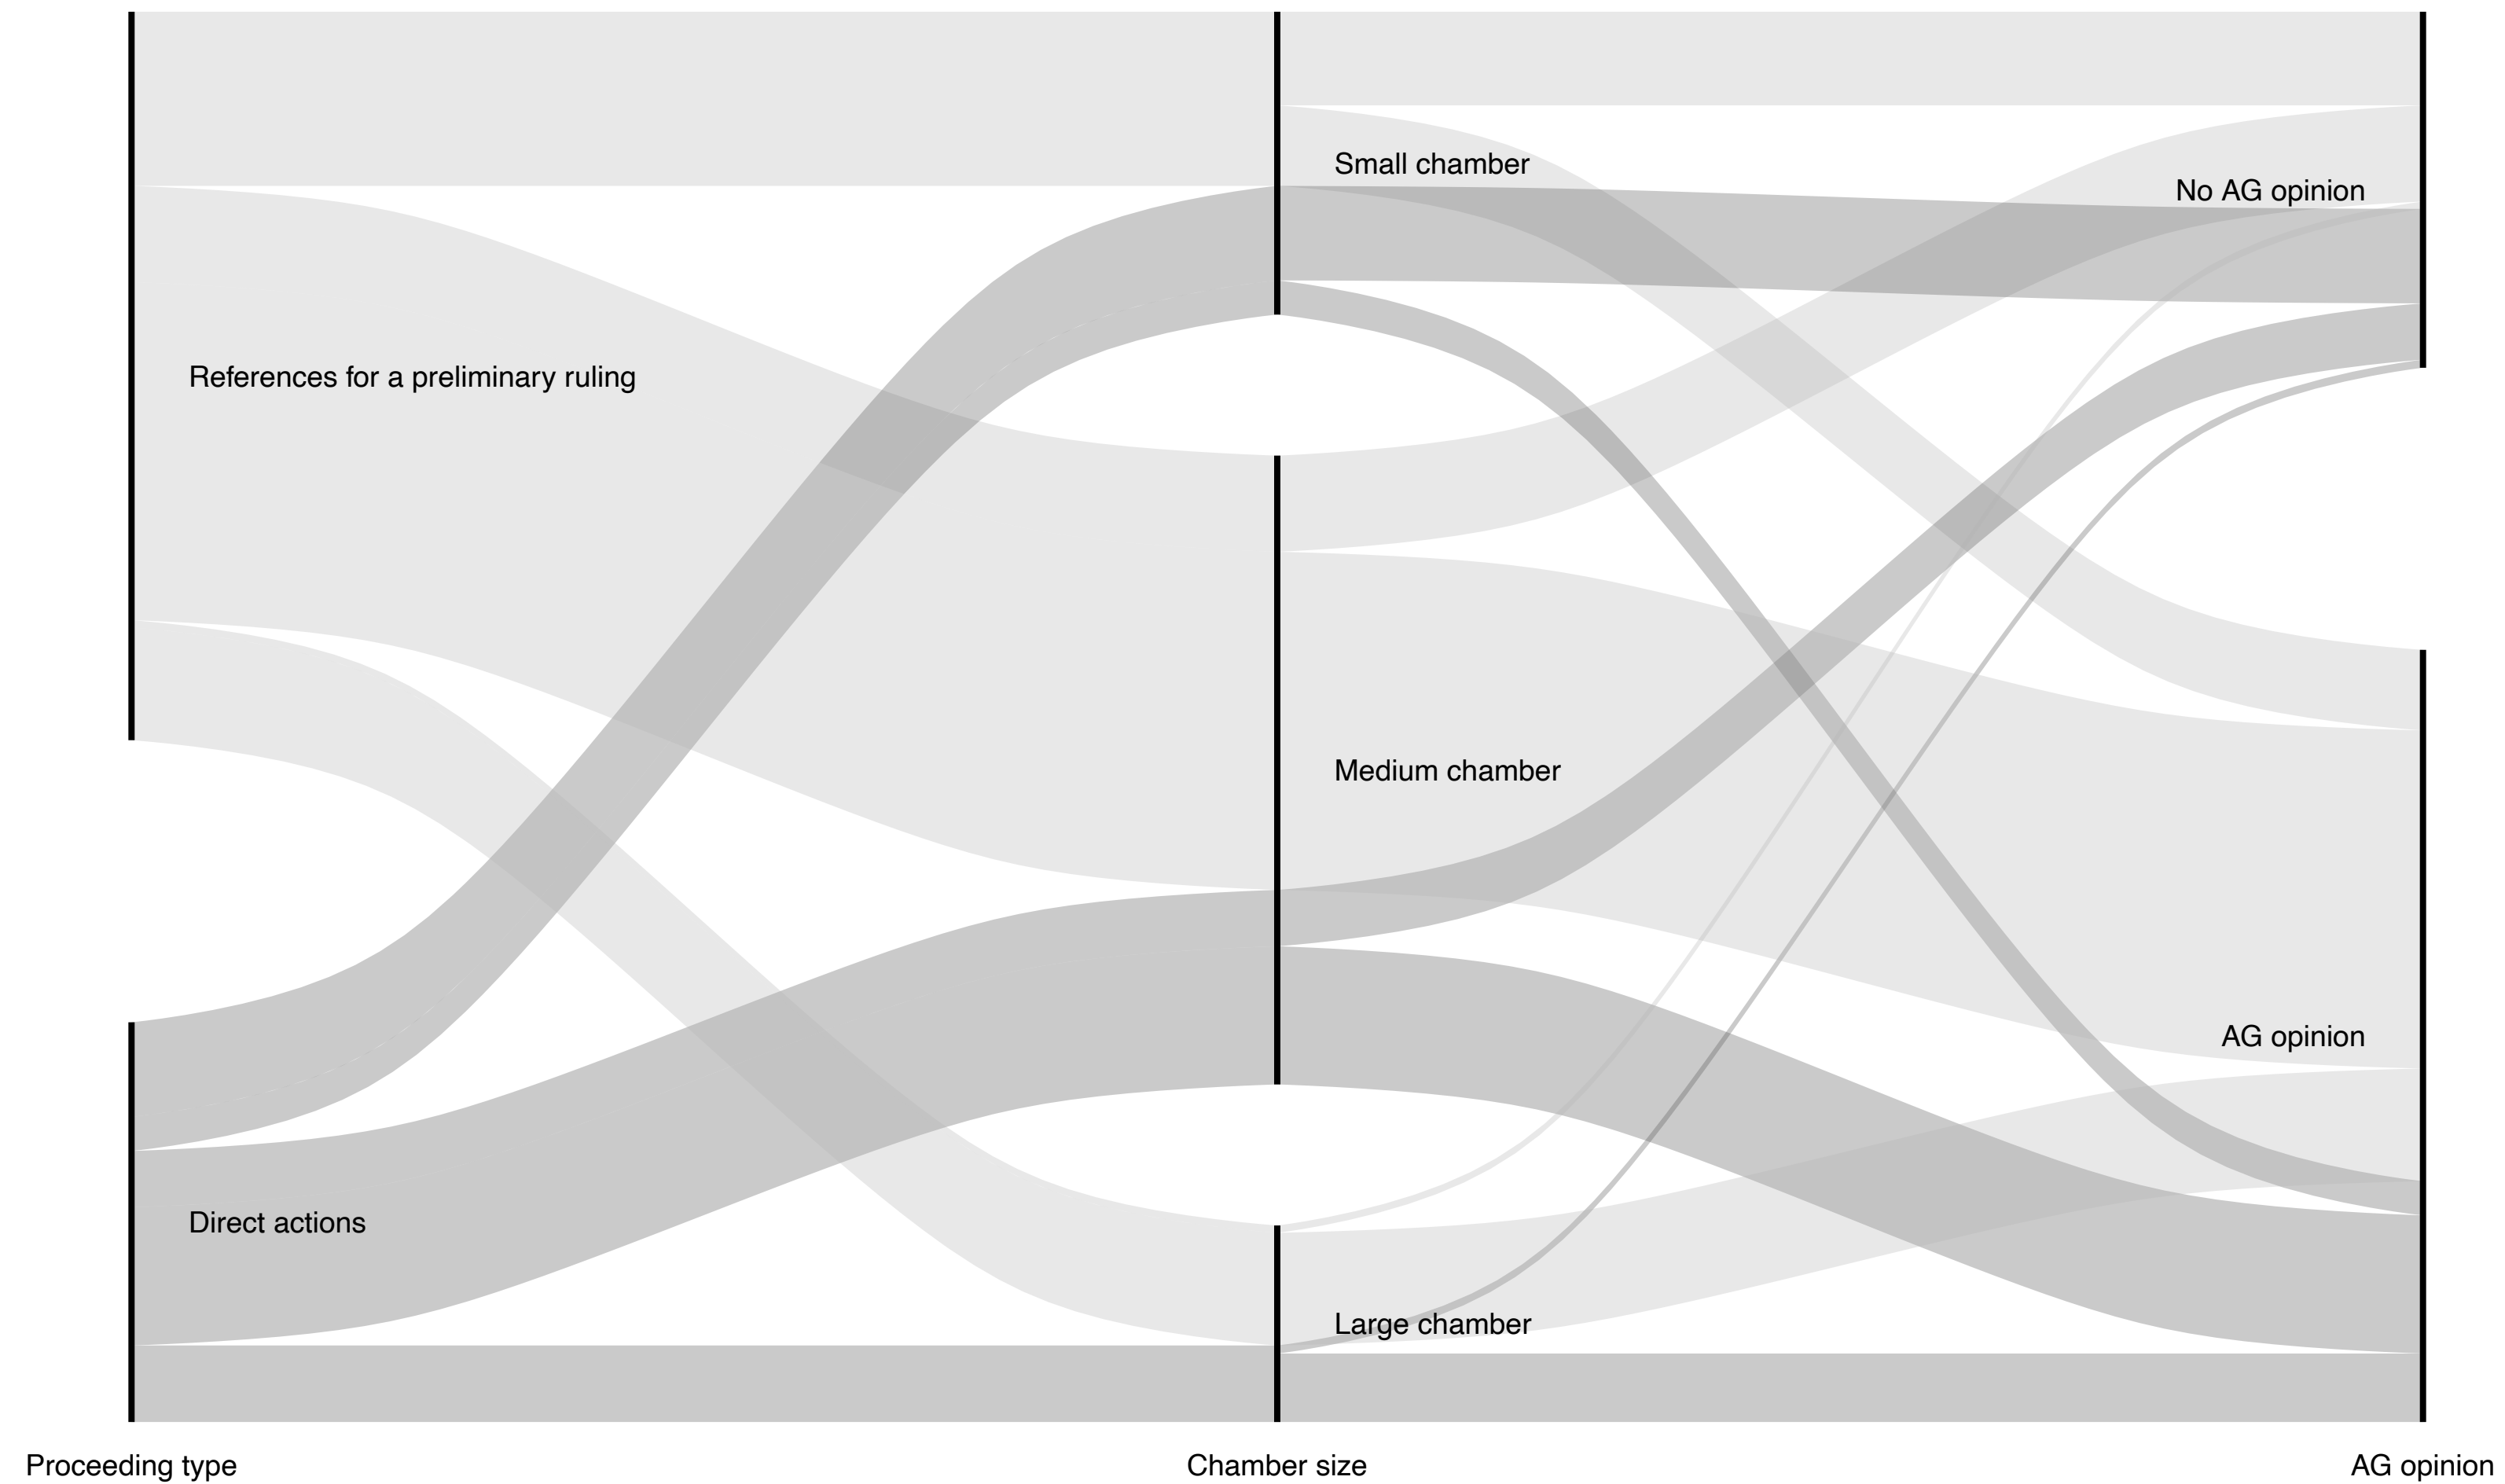 Small chamber
No AG opinion
References for a preliminary ruling
Medium chamber
AG opinion
Direct actions
Large chamber
Proceeding type
Chamber size
AG opinion